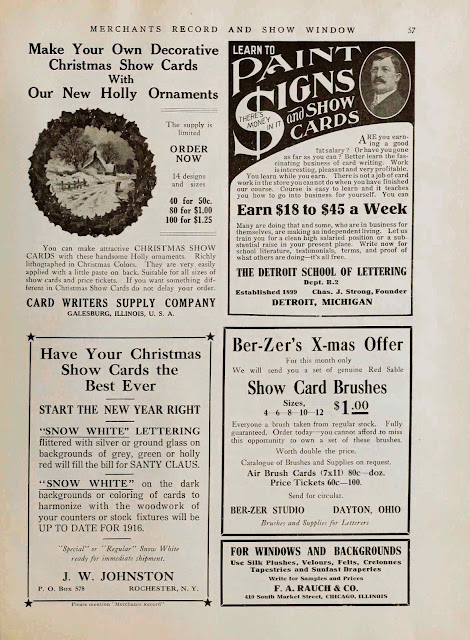 MERCHANTS RECORD AND SHOW WINDOW 57
Make Your Own Decorative
Christmas Show Cards
With
Our New Holly Ornaments
The supply is
limited
ORDER
NOW
14 designs
and sizes
40 for 50c.
80 for $1.00
100 for $1.25
You can make attractive CHRISTMAS SHOW
CARDS with these handsome Holly ornaments. Richly
lithographed in Christmas Colors. They are very easily
applied with a little paste on back. Suitable for all sizes of
show cards and price tickets. If you want something dif-
ferent in Christmas Show Cards do not delay your order.
CARD WRITERS SUPPLY COMPANY
GALESBURG, ILLINOIS, U. S. A.
LEARN TO
PAINT
SIGNS
THERE'S
MONEY
IN IT
and SHOW
CARDS
ARE you earn-
ing a good
fat salary? Or have you gone
as far as you can? Better learn the fas-
cinating business of card writing. Work
is interesting, pleasant and very profitable.
You learn while you earn. There is not a job of card
work in the store you cannot do when you have finished
our course. Course is easy to learn and it teaches
you how to go into business for yourself. You can
Earn $18 to $45 a Week
Many are doing that and some, who are in business for
themselves, are making an independent living. Let us
train you for a clean high salaried position or a sub-
stantial raise in your present place. Write now for
school literature, testimonials, terms, and proof of
what others are doing—it's all free.
THE DETROIT SCHOOL OF LETTERING
Dept. B.2
Established 1899 Chas. J. Strong, Founder
DETROIT, MICHIGAN
Have Your Christmas
Show Cards the
Best Ever
START THE NEW YEAR RIGHT
"SNOW WHITE" LETTERING
flittered with silver or ground glass on
backgrounds of grey, green or holly
red will fill the bill for SANTY CLAUS.
"SNOW WHITE" on the dark
backgrounds or coloring of cards to
harmonize with the woodwork of
your counters or stock fixtures will be
UP TO DATE FOR 1916.
"Special" or "Regular" Snow White
ready for immediate shipment.
J. W. JOHNSTON
P. O. Box 578 ROCHESTER, N. Y.
Please mention "Merchants Record"
Ber-Zer's X-mas Offer
For this month only
We will send you a set of genuine Red Sable
Show Card Brushes
Sizes,
4 6—8—10—12 $1.00
Everyone a brush taken from regular stock. Fully
guaranteed. Order today—you cannot afford to miss
this opportunity to own a set of these brushes.
Worth double the price.
Catalogue of Brushes and Supplies on request.
Air Brush Cards (7x11) 80c—doz.
Price Tickets 60c—100.
Send for circular.
BER-ZER STUDIO DAYTON, OHIO
Brushes and Supplies for Letterers
FOR WINDOWS AND BACKGROUNDS
Use Silk Plushes, Velours, Felts, Cretonnes
Tapestries and Sunfast Draperies
Write for Samples and Prices
F. A. RAUCH & CO.
410 South Market Street, CHICAGO, ILLINOIS